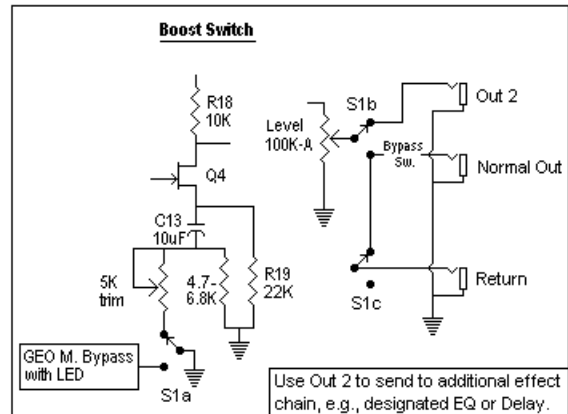 Boost Switch
R18
10K
Q4
C13
10uF
5K
trim
4.7-
6.8K
R19
22K
GEO M. Bypass
with LED
S1a
Level
100K-A
S1b
Out 2
Bypass
Sw.
Normal Out
Return
S1c
Use Out 2 to send to additional effect
chain, e.g., designated EQ or Delay.